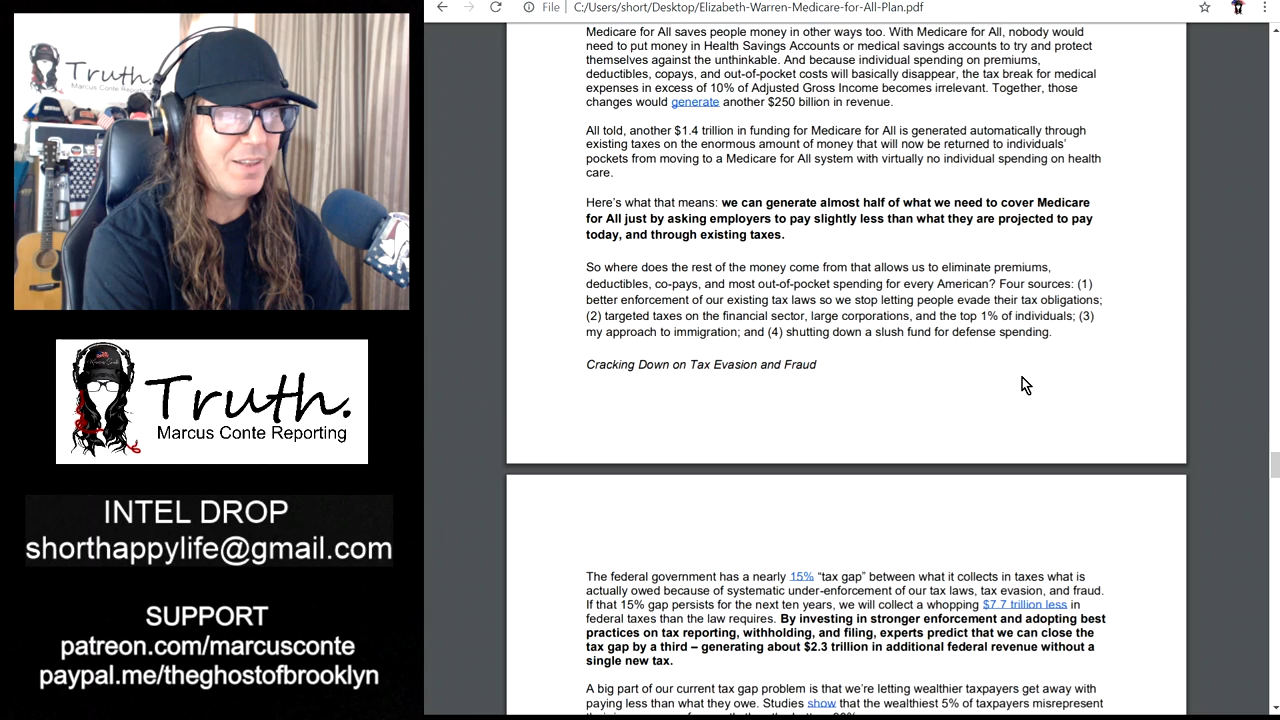 Truth.
Marcus Conte Reporting
Truth.
Marcus Conte Reporting
INTEL DROP
shorthappylife@gmail.com
SUPPORT
patreon.com/marcusconte
paypal.me/theghostofbrooklyn
File C:/Users/short/Desktop/Elizabeth-Warren-Medicare-for-All-Plan.pdf
Medicare for All saves people money in other ways too. With Medicare for All, nobody would
need to put money in Health Savings Accounts or medical savings accounts to try and protect
themselves against the unthinkable. And because individual spending on premiums,
deductibles, copays, and out-of-pocket costs will basically disappear, the tax break for medical
expenses in excess of 10% of Adjusted Gross Income becomes irrelevant. Together, those
changes would generate another $250 billion in revenue.
All told, another $1.4 trillion in funding for Medicare for All is generated automatically through
existing taxes on the enormous amount of money that will now be returned to individuals'
pockets from moving to a Medicare for All system with virtually no individual spending on health
care.
Here's what that means: we can generate almost half of what we need to cover Medicare
for All just by asking employers to pay slightly less than what they are projected to pay
today, and through existing taxes.
So where does the rest of the money come from that allows us to eliminate premiums,
deductibles, co-pays, and most out-of-pocket spending for every American? Four sources: (1)
better enforcement of our existing tax laws so we stop letting people evade their tax obligations;
(2) targeted taxes on the financial sector, large corporations, and the top 1% of individuals; (3)
my approach to immigration; and (4) shutting down a slush fund for defense spending.
Cracking Down on Tax Evasion and Fraud
The federal government has a nearly 15% “tax gap” between what it collects in taxes what is
actually owed because of systematic under-enforcement of our tax laws, tax evasion, and fraud.
If that 15% gap persists for the next ten years, we will collect a whopping $7.7 trillion less in
federal taxes than the law requires. By investing in stronger enforcement and adopting best
practices on tax reporting, withholding, and filing, experts predict that we can close the
tax gap by a third – generating about $2.3 trillion in additional federal revenue without a
single new tax.
A big part of our current tax gap problem is that we're letting wealthier taxpayers get away with
paying less than what they owe. Studies show that the wealthiest 5% of taxpayers misrepresent